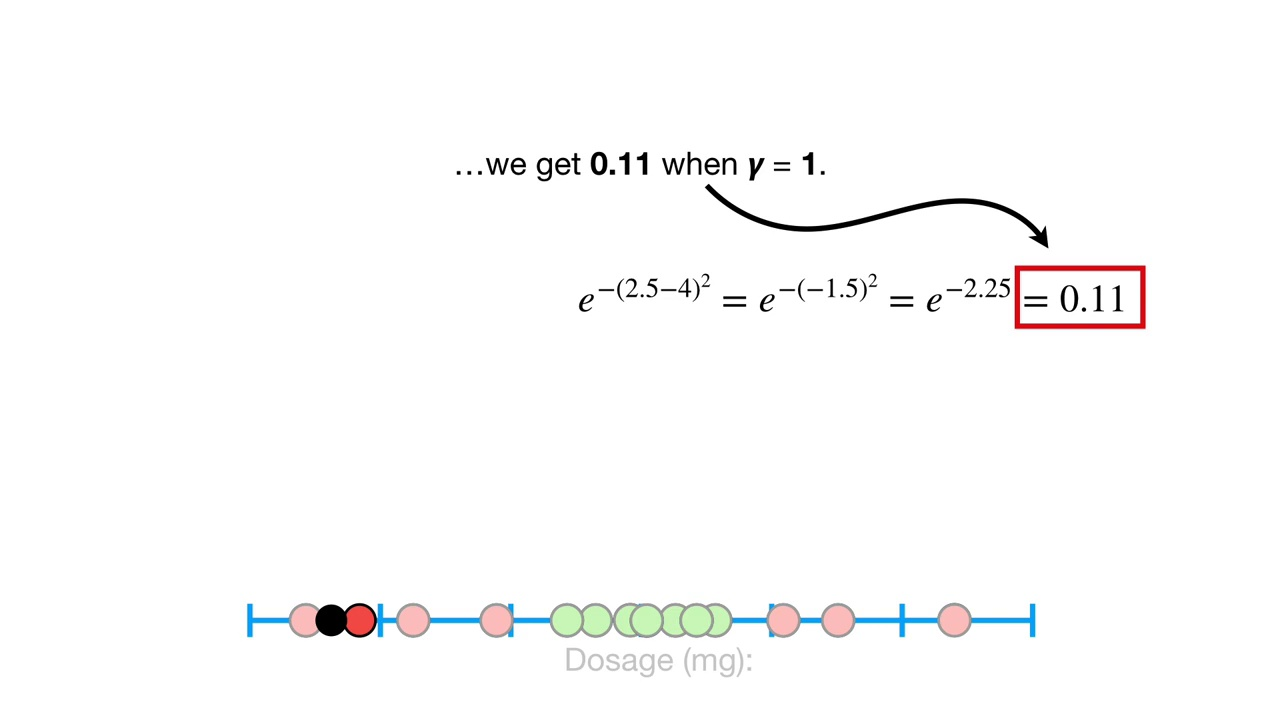 …we get 0.11 when γ = 1.
e^{-(2.5-4)^2} = e^{-(-1.5)^2} = e^{-2.25} = 0.11
Dosage (mg):